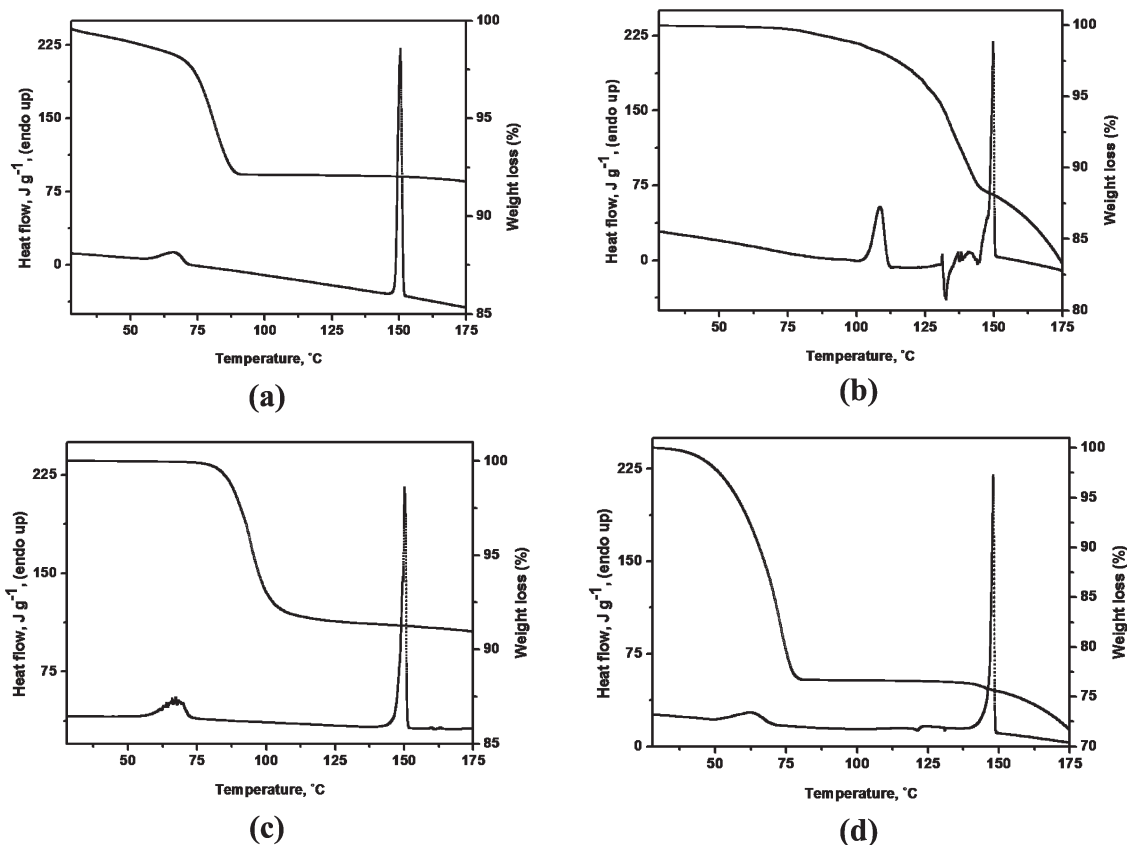 Heat flow, J g⁻¹, (endo up)
225
150
75
0
100
95
90
85
Weight loss (%)
50 75 100 125 150 175
Temperature, °C
(a)
Heat flow, J g⁻¹, (endo up)
225
150
75
0
100
95
90
85
80
Weight loss (%)
50 75 100 125 150 175
Temperature, °C
(b)
Heat flow, J g⁻¹, (endo up)
225
150
75
100
95
90
85
Weight loss (%)
50 75 100 125 150 175
Temperature, °C
(c)
Heat flow, J g⁻¹, (endo up)
225
150
75
0
100
95
90
85
80
75
70
Weight loss (%)
50 75 100 125 150 175
Temperature, °C
(d)